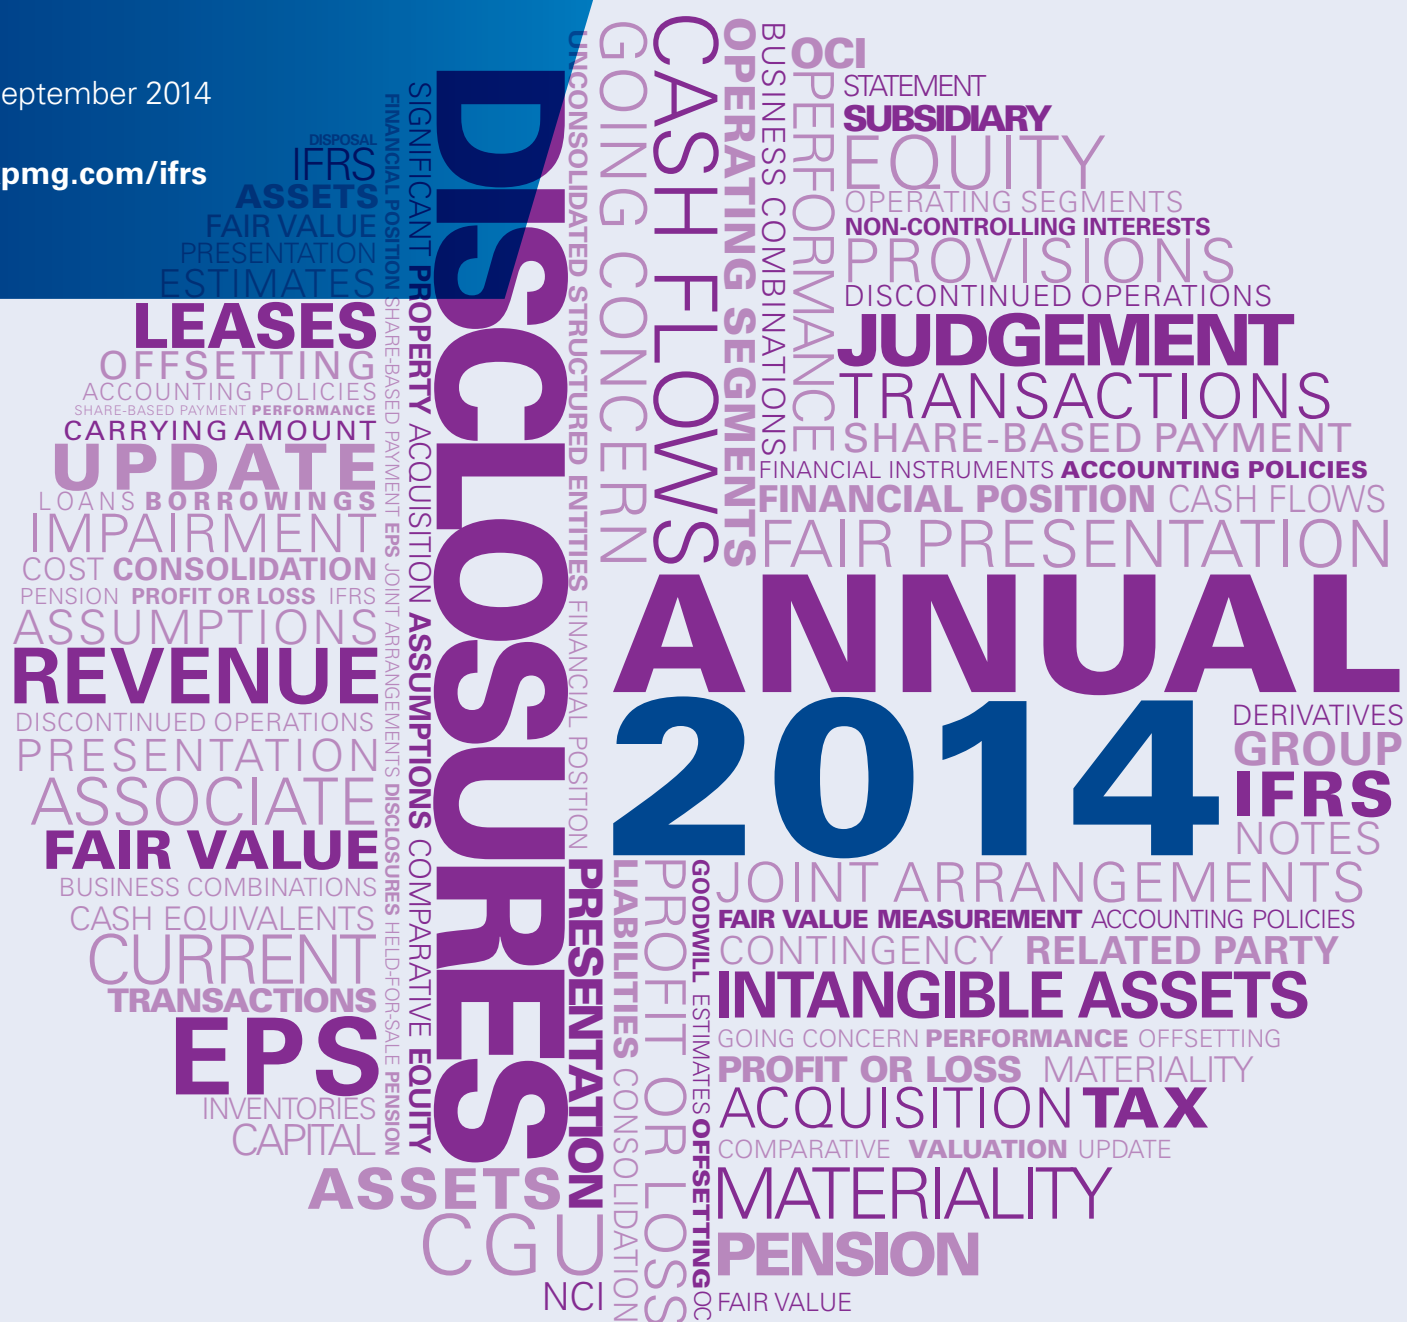 eptember 2014
pmg.com/ifrs
DISPOSAL
IFRS
ASSETS
FAIR VALUE
PRESENTATION
ESTIMATES
LEASES
OFFSETTING
ACCOUNTING POLICIES
SHARE-BASED PAYMENT PERFORMANCE
CARRYING AMOUNT
UPDATE
LOANS BORROWINGS
IMPAIRMENT
COST CONSOLIDATION
PENSION PROFIT OR LOSS IFRS
ASSUMPTIONS
REVENUE
DISCONTINUED OPERATIONS
PRESENTATION
ASSOCIATE
FAIR VALUE
BUSINESS COMBINATIONS
CASH EQUIVALENTS
CURRENT
TRANSACTIONS
EPS
INVENTORIES
CAPITAL
ASSETS
CGU
NCI
FINANCIAL POSITION SHARE-BASED PAYMENT EPS JOINT ARRANGEMENTS DISCLOSURES HELD-FOR-SALE PENSION
SIGNIFICANT PROPERTY ACQUISITION ASSUMPTIONS COMPARATIVE EQUITY
DISCLOSURES
UNCONSOLIDATED STRUCTURED ENTITIES FINANCIAL POSITION
PRESENTATION
GOING CONCERN
CASH FLOWS
OPERATING SEGMENTS
BUSINESS COMBINATIONS
PERFORMANCE
OCI
STATEMENT
SUBSIDIARY
EQUITY
OPERATING SEGMENTS
NON-CONTROLLING INTERESTS
PROVISIONS
DISCONTINUED OPERATIONS
JUDGEMENT
TRANSACTIONS
SHARE-BASED PAYMENT
FINANCIAL INSTRUMENTS ACCOUNTING POLICIES
FINANCIAL POSITION CASH FLOWS
FAIR PRESENTATION
ANNUAL
2014
DERIVATIVES
GROUP
IFRS
NOTES
LIABILITIES CONSOLIDATION
PROFIT OR LOSS
GOODWILL ESTIMATES OFFSETTING OC
JOINT ARRANGEMENTS
FAIR VALUE MEASUREMENT ACCOUNTING POLICIES
CONTINGENCY RELATED PARTY
INTANGIBLE ASSETS
GOING CONCERN PERFORMANCE OFFSETTING
PROFIT OR LOSS MATERIALITY
ACQUISITION TAX
COMPARATIVE VALUATION UPDATE
MATERIALITY
PENSION
FAIR VALUE